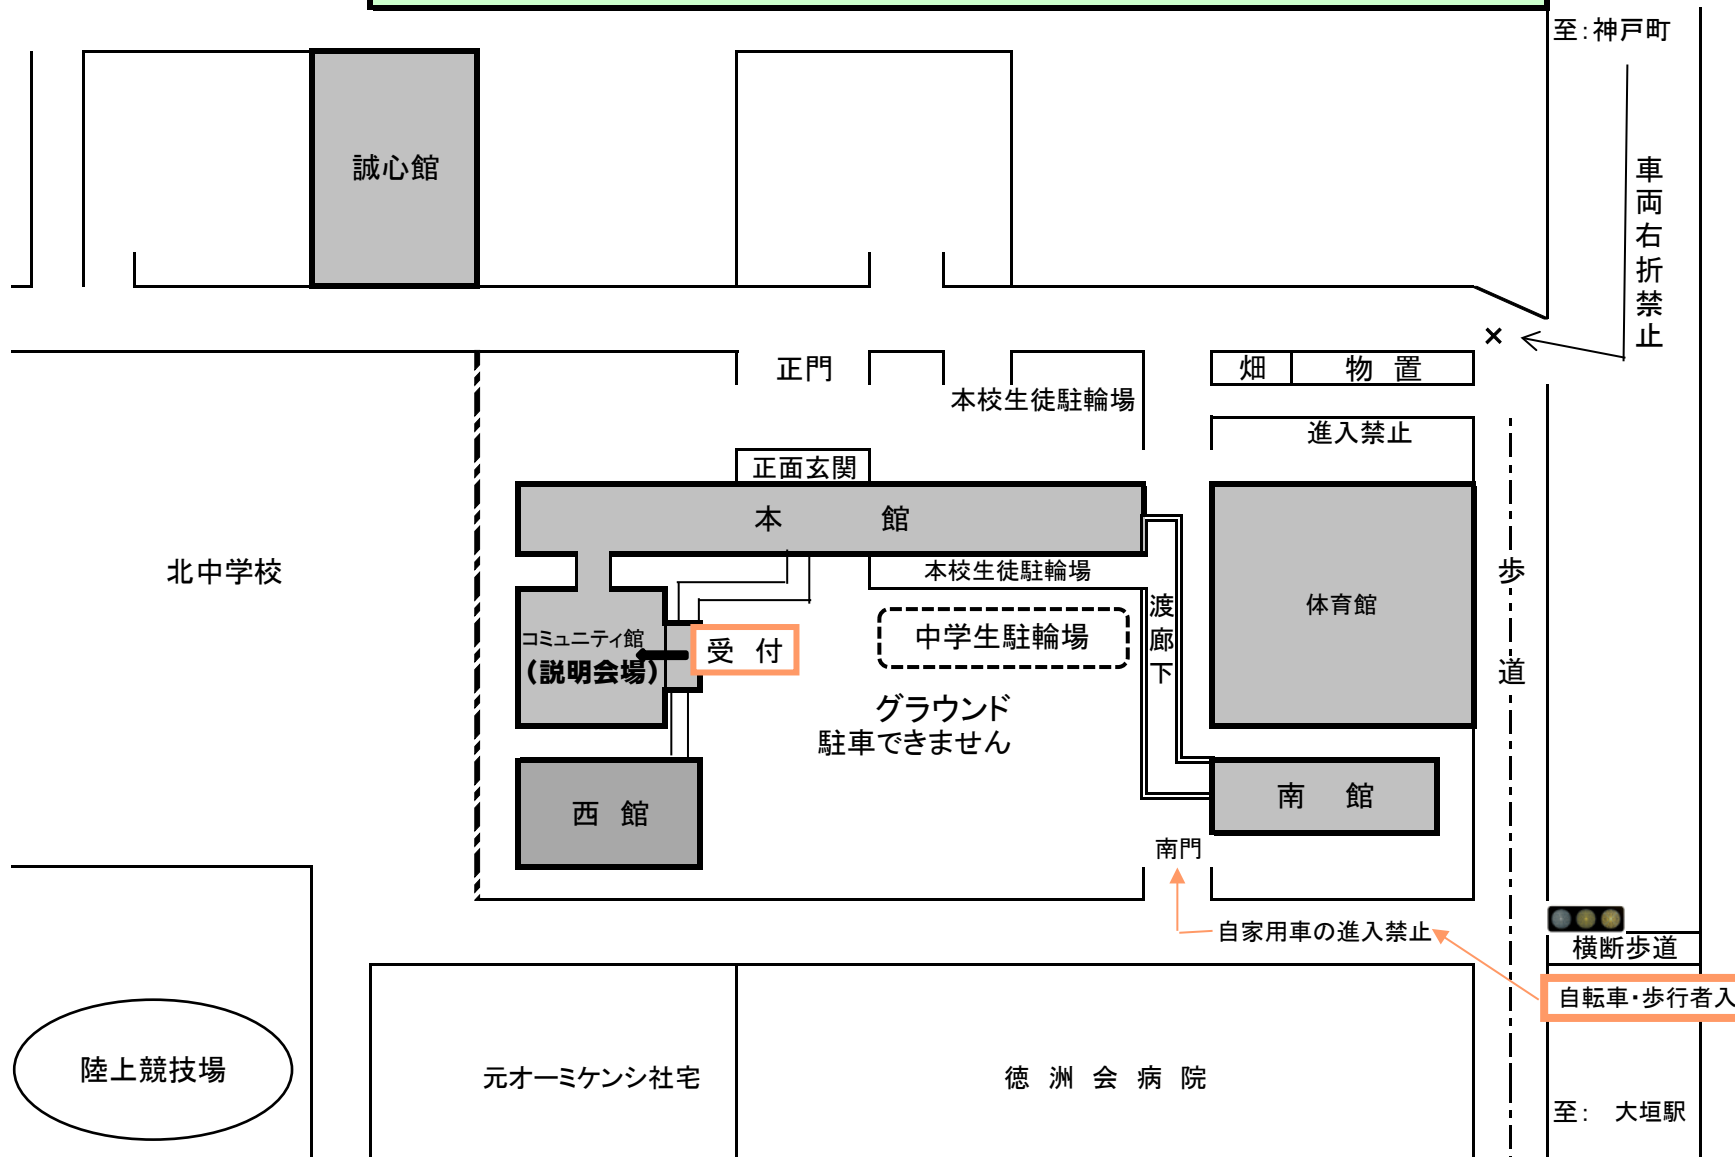 至：神戸町
誠心館
車両右折禁止
×
正門
畑
物 置
本校生徒駐輪場
進入禁止
正面玄関
本 館
北中学校
本校生徒駐輪場
歩道
体育館
渡廊下
中学生駐輪場
コミュニティ館
（説明会場）
受 付
グラウンド
駐車できません
西 館
南 館
南門
自家用車の進入禁止
横断歩道
自転車・歩行者入
陸上競技場
元オーミケンシ社宅
徳 洲 会 病 院
至： 大垣駅